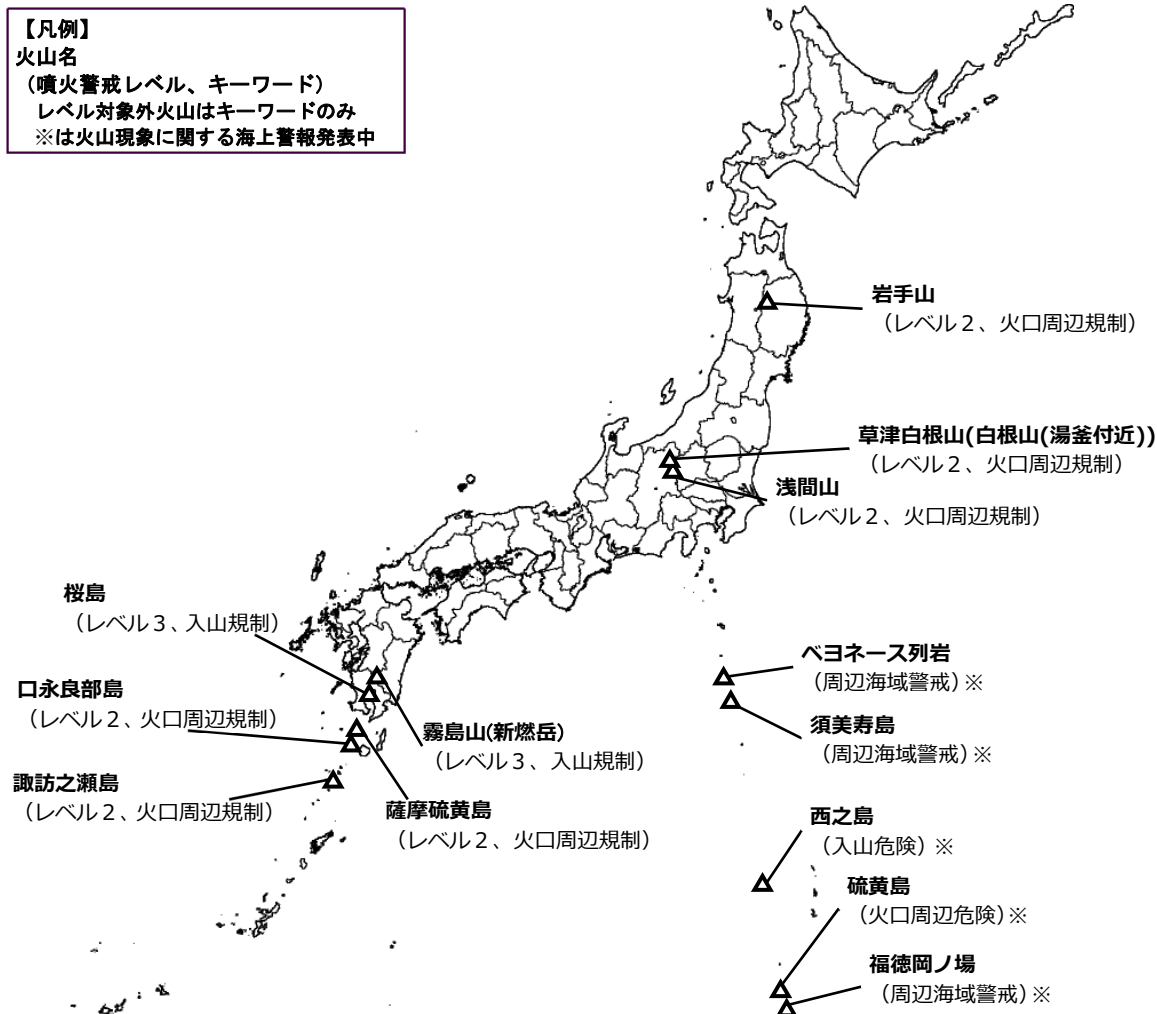 【凡例】
火山名
（噴火警戒レベル、キーワード）
レベル対象外火山はキーワードのみ
※は火山現象に関する海上警報発表中
岩手山
（レベル２、火口周辺規制）
草津白根山(白根山(湯釜付近))
（レベル２、火口周辺規制）
浅間山
（レベル２、火口周辺規制）
桜島
（レベル３、入山規制）
口永良部島
（レベル２、火口周辺規制）
諏訪之瀬島
（レベル２、火口周辺規制）
霧島山(新燃岳)
（レベル３、入山規制）
薩摩硫黄島
（レベル２、火口周辺規制）
ベヨネース列岩
（周辺海域警戒）※
須美寿島
（周辺海域警戒）※
西之島
（入山危険）※
硫黄島
（火口周辺危険）※
福徳岡ノ場
（周辺海域警戒）※